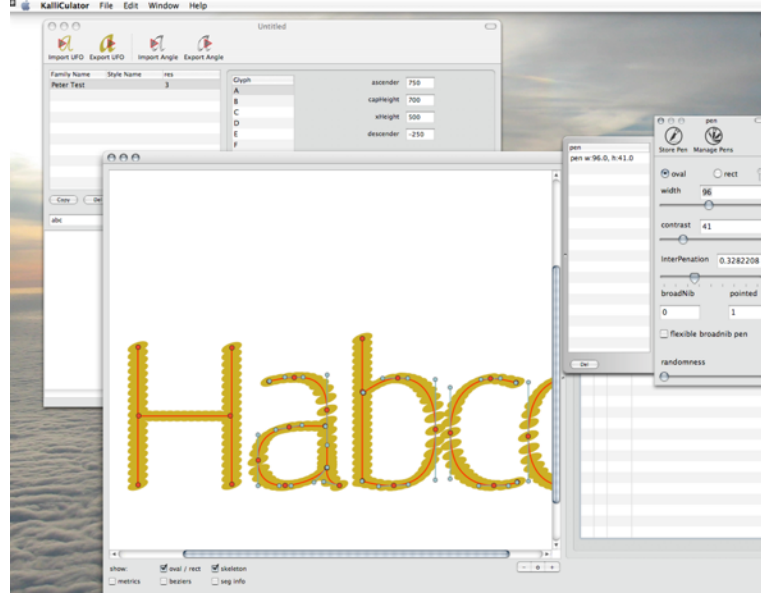 KalliCulator File Edit Window Help
Untitled
Import UFO Export UFO Import Angle Export Angle
Family Name Style Name res
Peter Test 3
Glyph
A
B
C
D
E
F
ascender 750
capHeight 700
xHeight 500
descender -250
Copy Del
abc
pen
pen w:96.0, h:41.0
Del
pen
Store Pen Manage Pens
oval rect
width 96
contrast 41
InterPenation 0.3282208
broadNib pointed
0 1
flexible broadnib pen
randomness
Habc
show: oval / rect skeleton
metrics beziers seg info
- o +